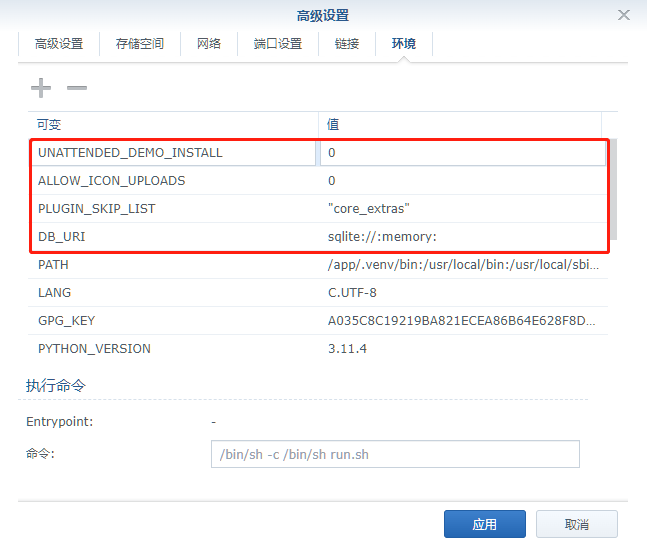 高级设置
高级设置 存储空间 网络 端口设置 链接 环境
可变 值
UNATTENDED_DEMO_INSTALL 0
ALLOW_ICON_UPLOADS 0
PLUGIN_SKIP_LIST "core_extras"
DB_URI sqlite://:memory:
PATH /app/.venv/bin:/usr/local/bin:/usr/local/sbi...
LANG C.UTF-8
GPG_KEY A035C8C19219BA821ECEA86B64E628F8D...
PYTHON_VERSION 3.11.4
执行命令
Entrypoint: -
命令: /bin/sh -c /bin/sh run.sh
应用 取消